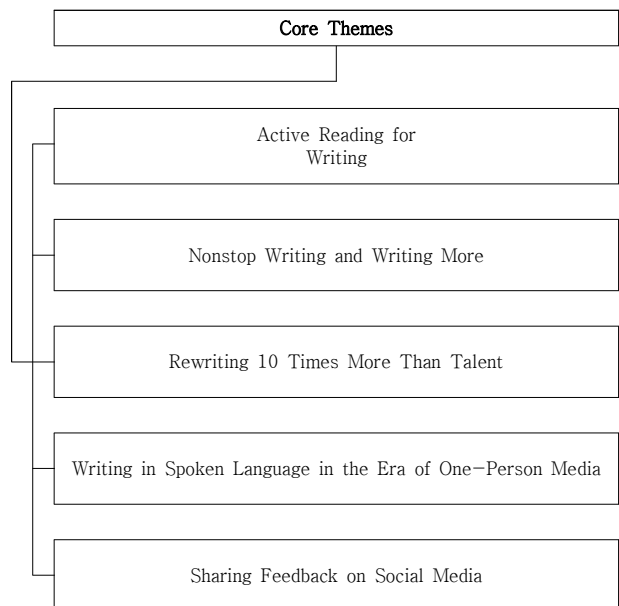 Core Themes
Active Reading for
Writing
Nonstop Writing and Writing More
Rewriting 10 Times More Than Talent
Writing in Spoken Language in the Era of One-Person Media
Sharing Feedback on Social Media